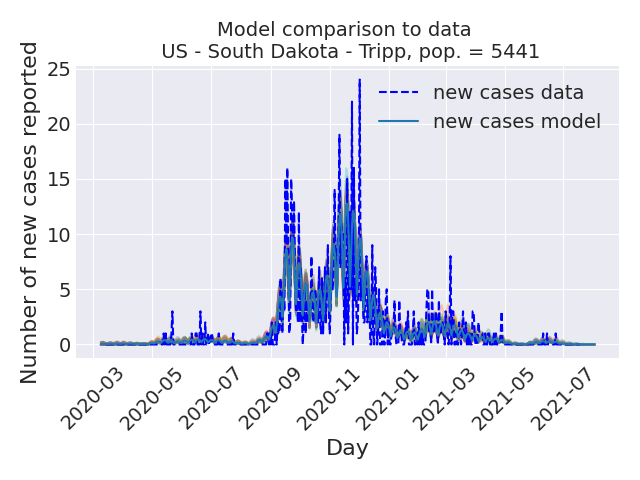 Model comparison to data
US - South Dakota - Tripp, pop. = 5441
Number of new cases reported
25
20
15
10
5
0
new cases data
new cases model
2020-03
2020-05
2020-07
2020-09
2020-11
2021-01
2021-03
2021-05
2021-07
Day